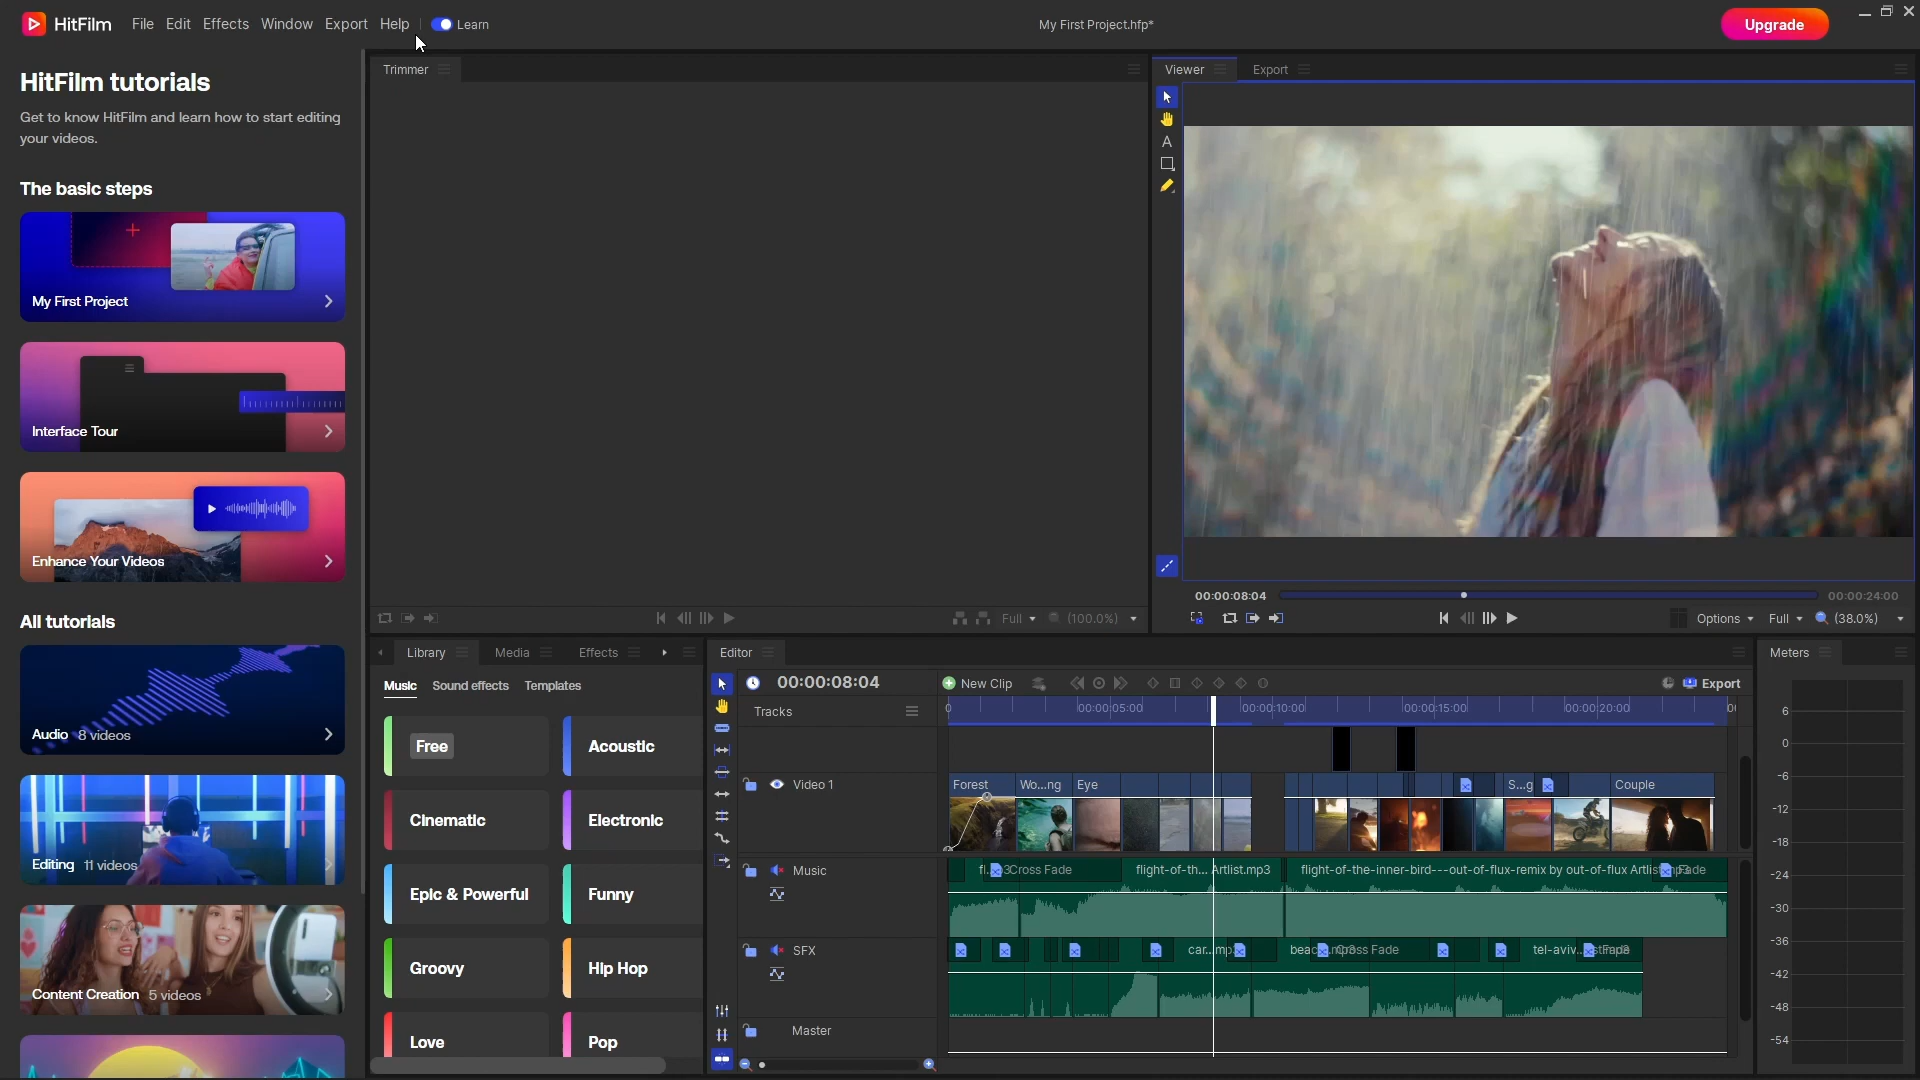 HitFilm File Edit Effects Window Export Help Learn
My First Project.hfp*
Upgrade
HitFilm tutorials
Get to know HitFilm and learn how to start editing
your videos.
The basic steps
My First Project
Interface Tour
Enhance Your Videos
All tutorials
Audio 8 videos
Editing 11 videos
Content Creation 5 videos
Trimmer
Full (100.0%)
Viewer Export
A
00:00:08:04 00:00:24:00
Options Full (38.0%)
Library Media Effects
Music Sound effects Templates
Free Acoustic
Cinematic Electronic
Epic & Powerful Funny
Groovy Hip Hop
Love Pop
Editor
00:00:08:04 New Clip Export
Tracks
0 00:00:05:00 00:00:10:00 00:00:15:00 00:00:20:00
Video 1
Forest Wo...ng Eye S...g Couple
Music
Cross Fade flight-of-th... Artlist.mp3 flight-of-the-inner-bird---out-of-flux-remix by out-of-flux
SFX
Cross Fade
Master
Meters
6
0
-6
-12
-18
-24
-30
-36
-42
-48
-54